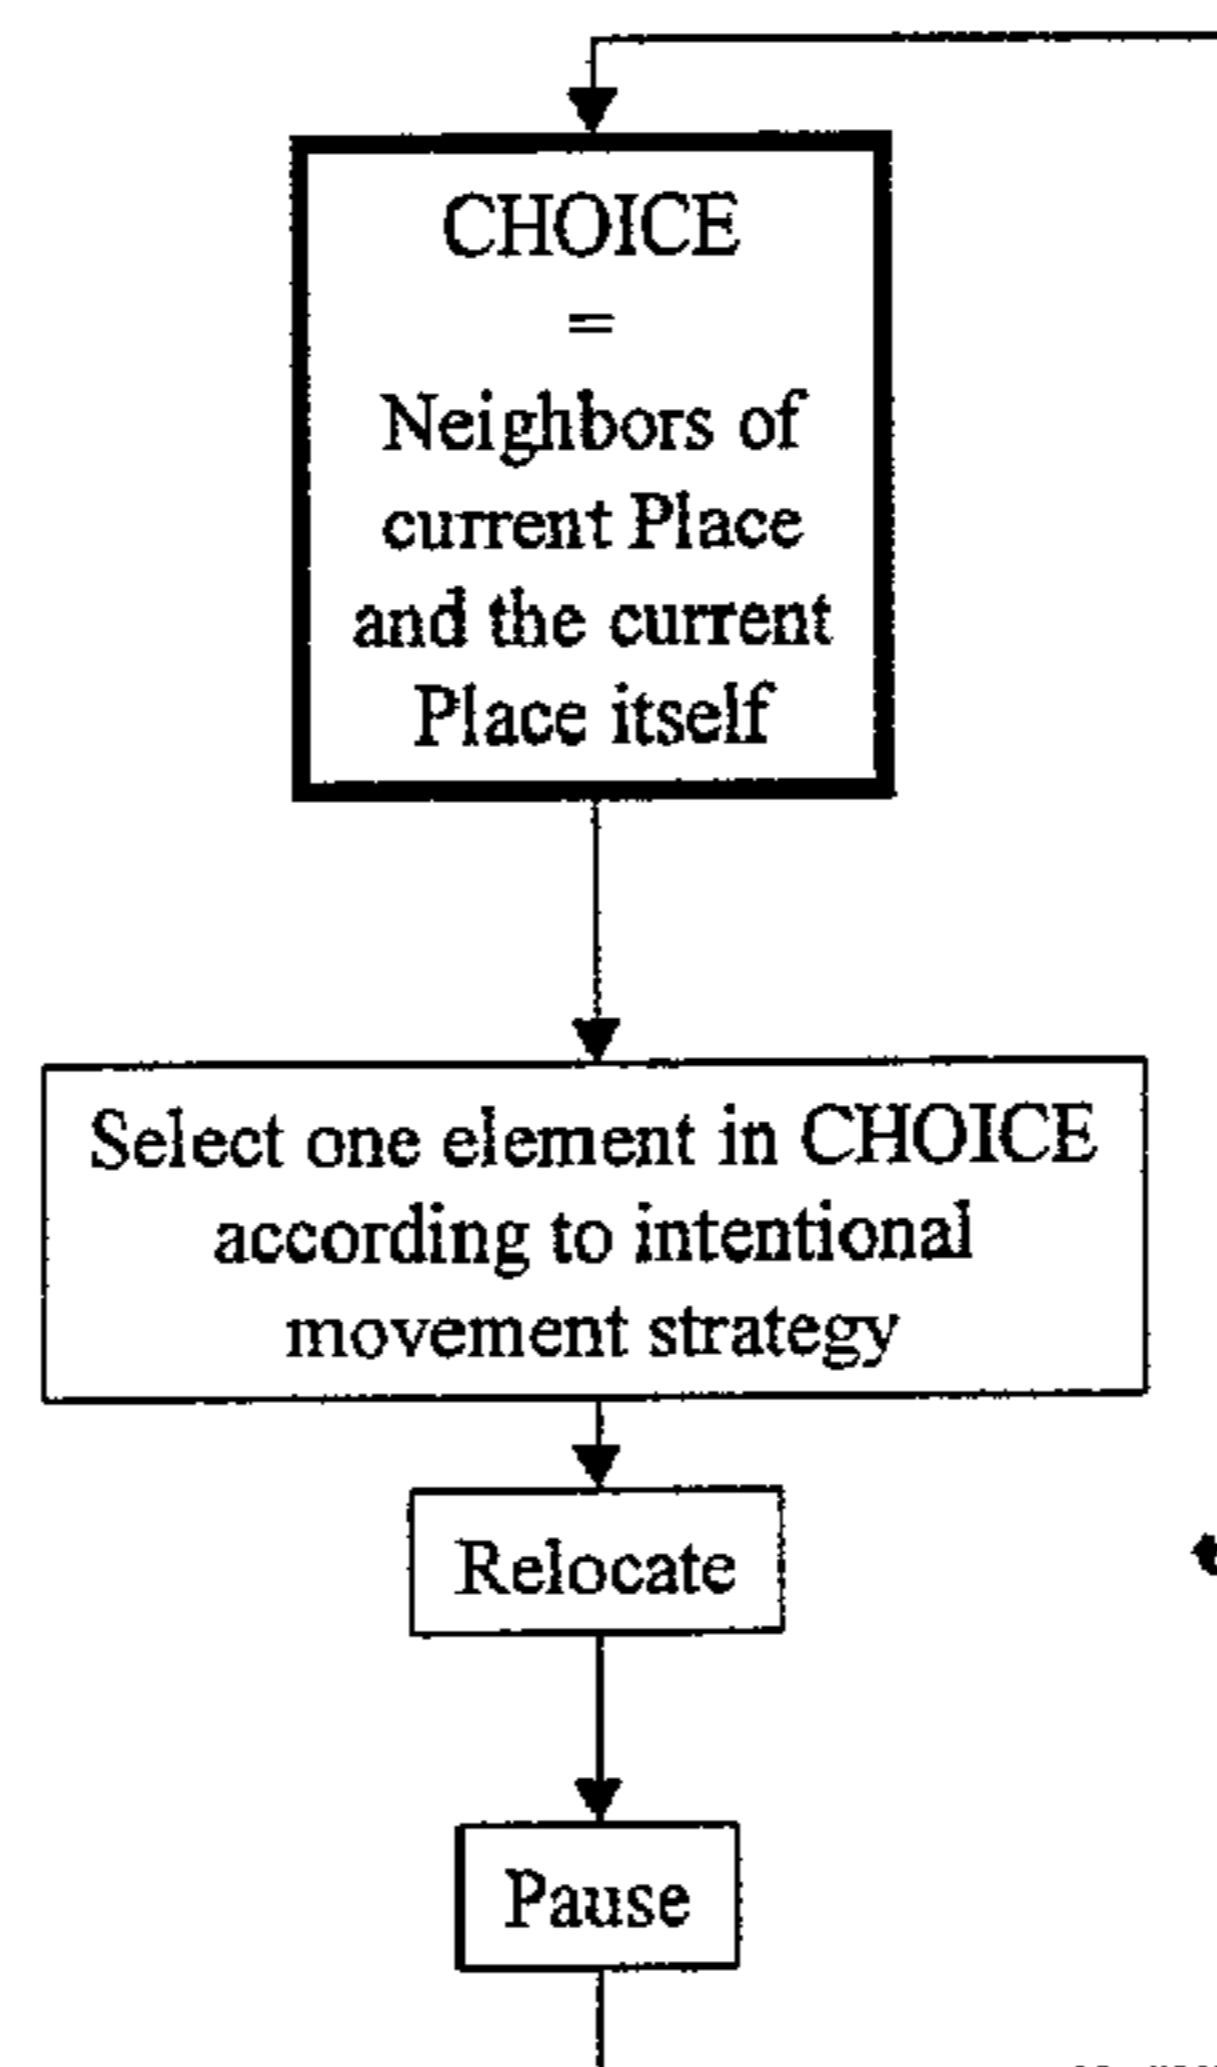 CHOICE
=
Neighbors of
current Place
and the current
Place itself
Select one element in CHOICE
according to intentional
movement strategy
Relocate
Pause